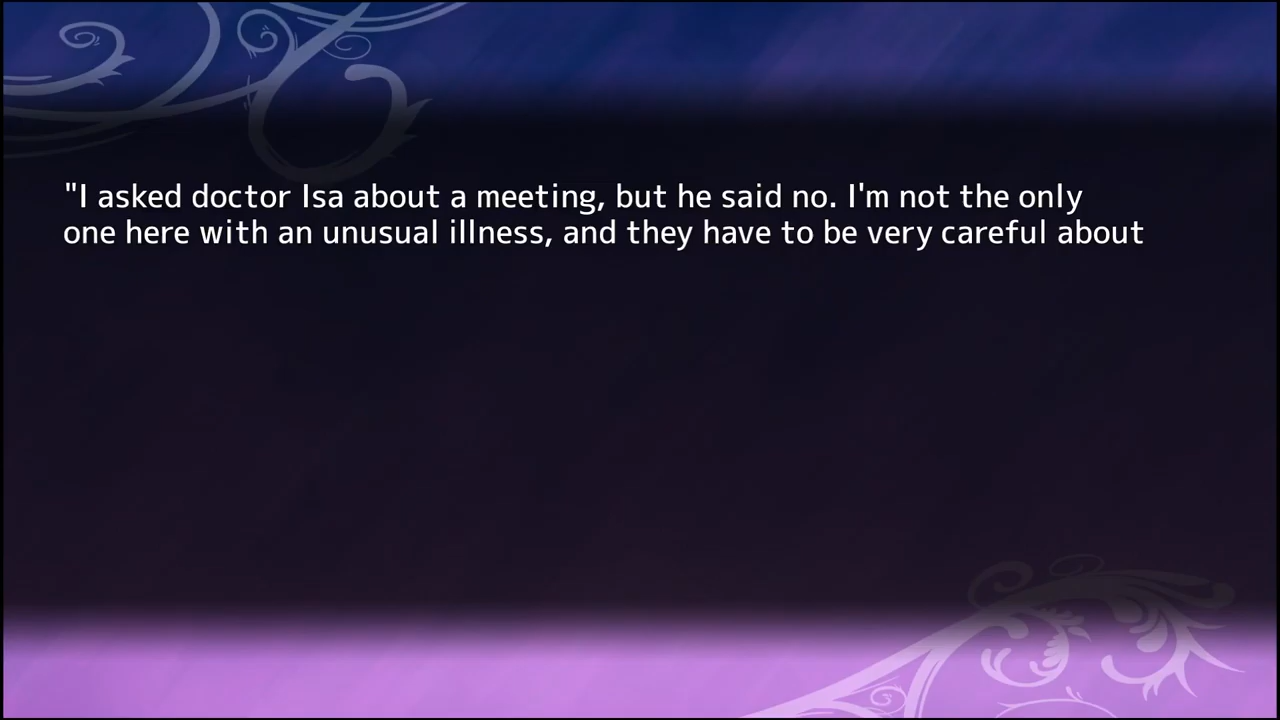 "I asked doctor Isa about a meeting, but he said no. I'm not the only
one here with an unusual illness, and they have to be very careful about